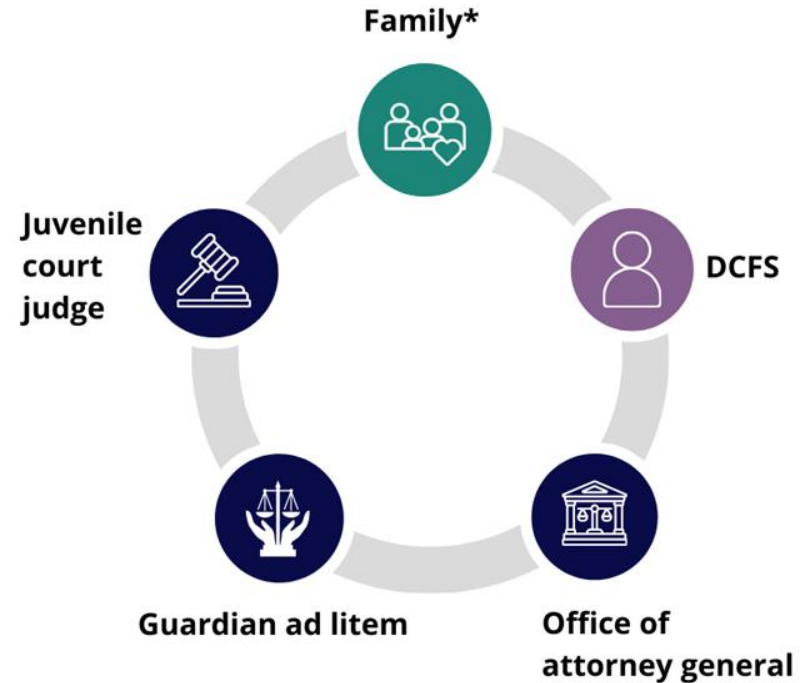 Family*
Juvenile
court
judge
DCFS
Guardian ad litem
Office of
attorney general